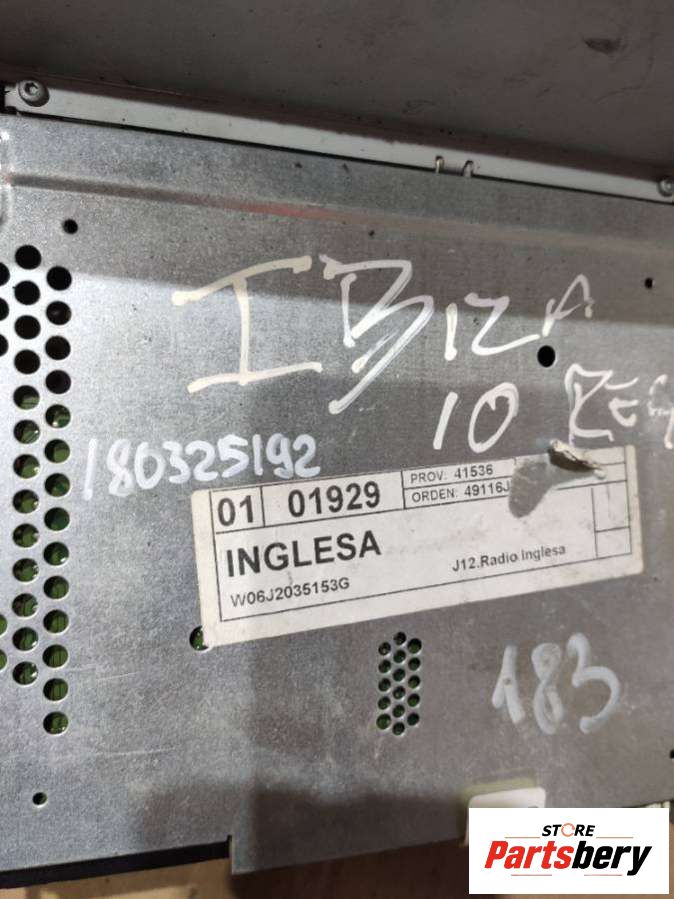 IBIZA
10
180325192
01 01929 PROV: 41536
ORDEN: 49116J
INGLESA
J12.Radio Inglesa
W06J2035153G
183
STORE
Partsbery